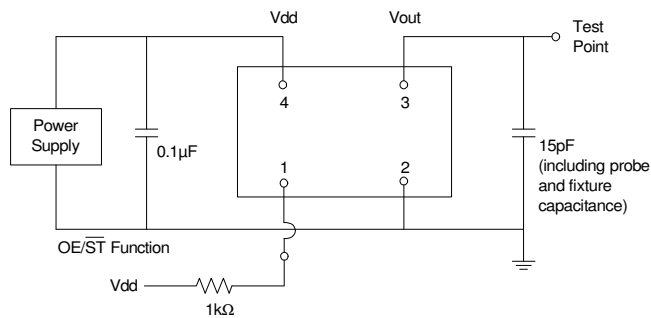 Vdd
Vout
Test
Point
4
3
Power
Supply
0.1µF
15pF
(including probe
and fixture
capacitance)
1
2
OE/S̅T̅ Function
Vdd
1kΩ